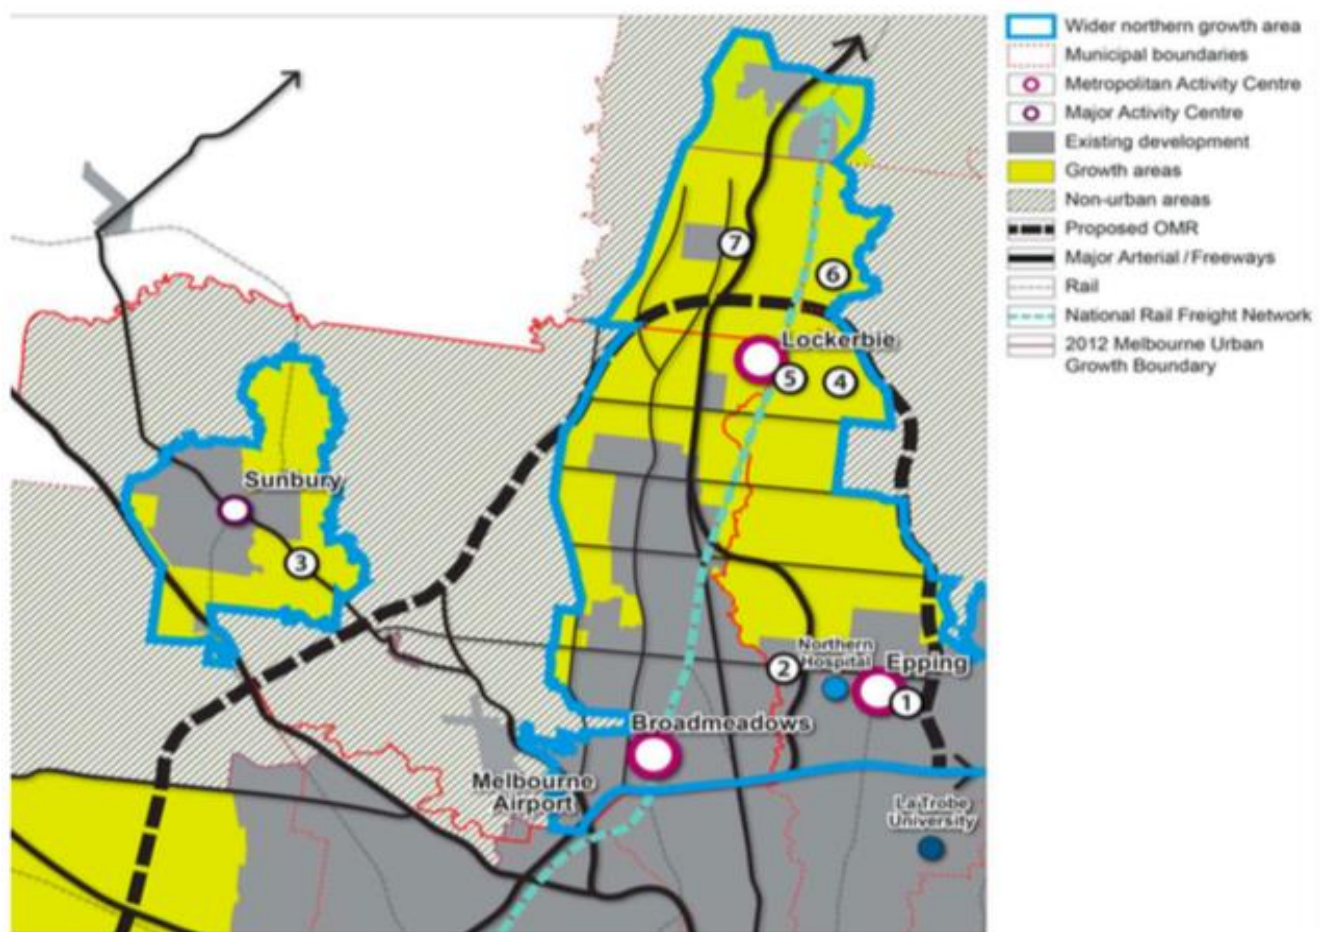 Wider northern growth area
Municipal boundaries
Metropolitan Activity Centre
Major Activity Centre
Existing development
Growth areas
Non-urban areas
Proposed OMR
Major Arterial / Freeways
Rail
National Rail Freight Network
2012 Melbourne Urban
Growth Boundary
7
6
Lockerbie
5
4
Sunbury
3
Northern
Hospital
2
Epping
1
Broadmeadows
Melbourne
Airport
La Trobe
University